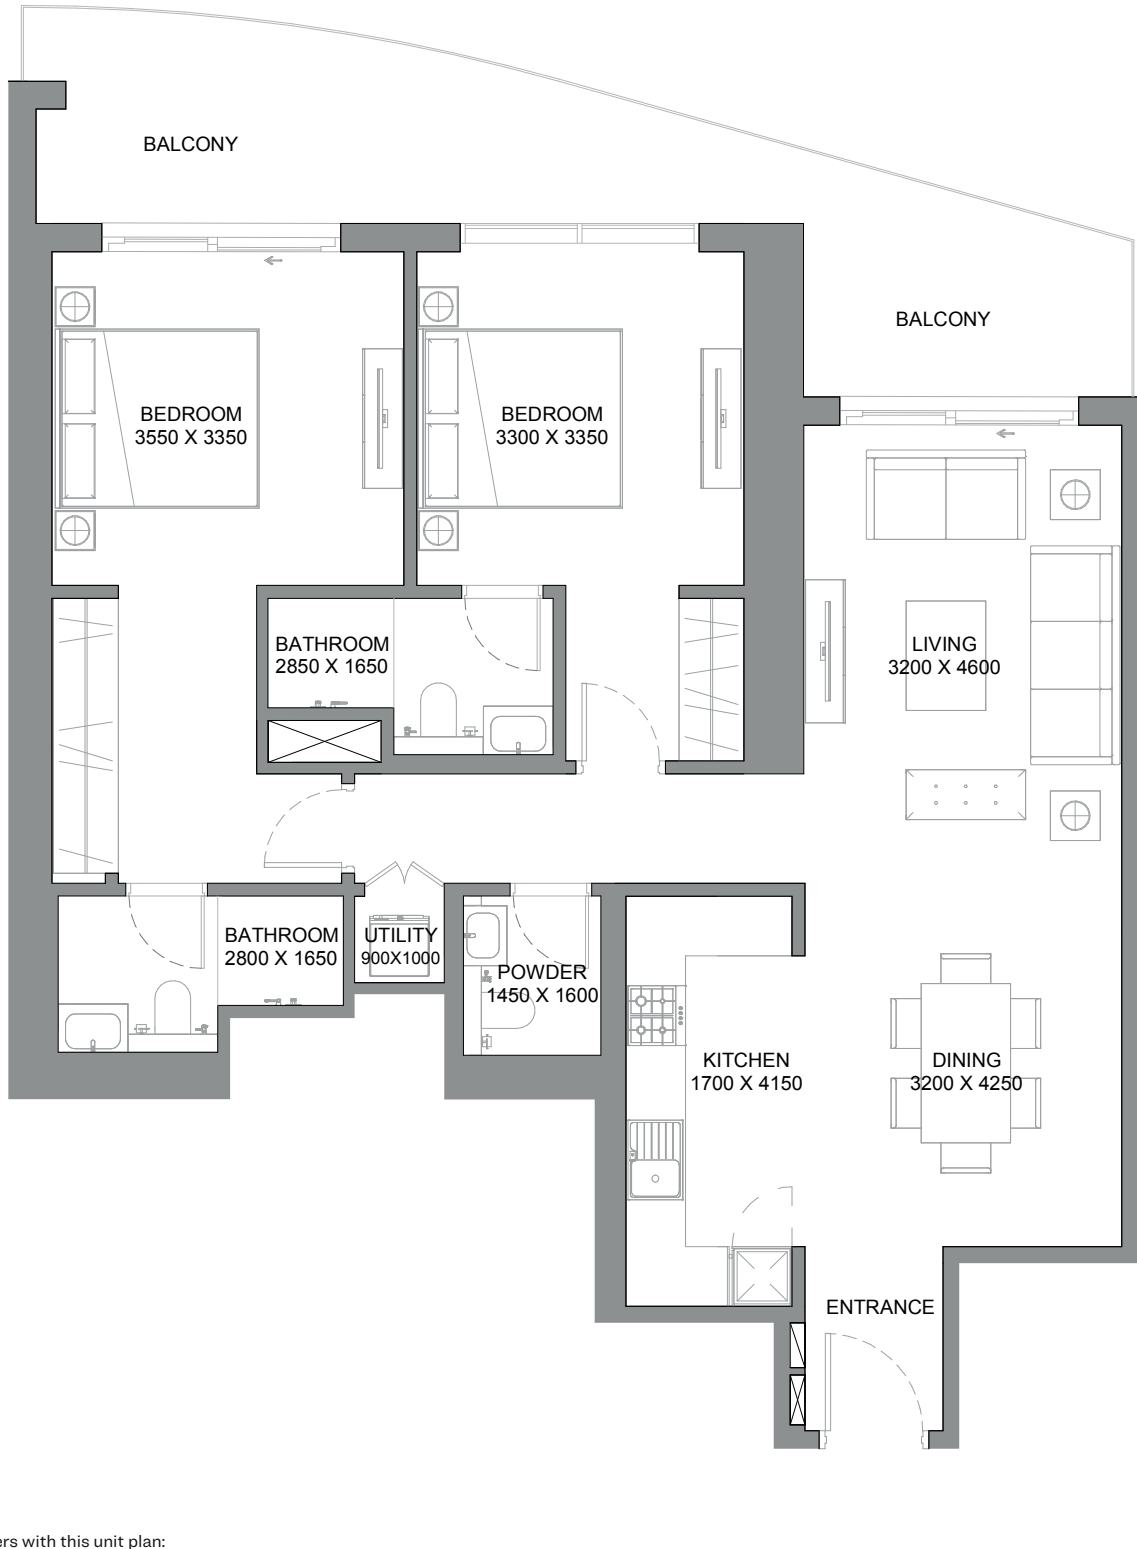 BALCONY
BALCONY
BEDROOM
3550 X 3350
BEDROOM
3300 X 3350
BATHROOM
2850 X 1650
LIVING
3200 X 4600
BATHROOM
2800 X 1650
UTILITY
900X1000
POWDER
1450 X 1600
KITCHEN
1700 X 4150
DINING
3200 X 4250
ENTRANCE
with this unit plan: